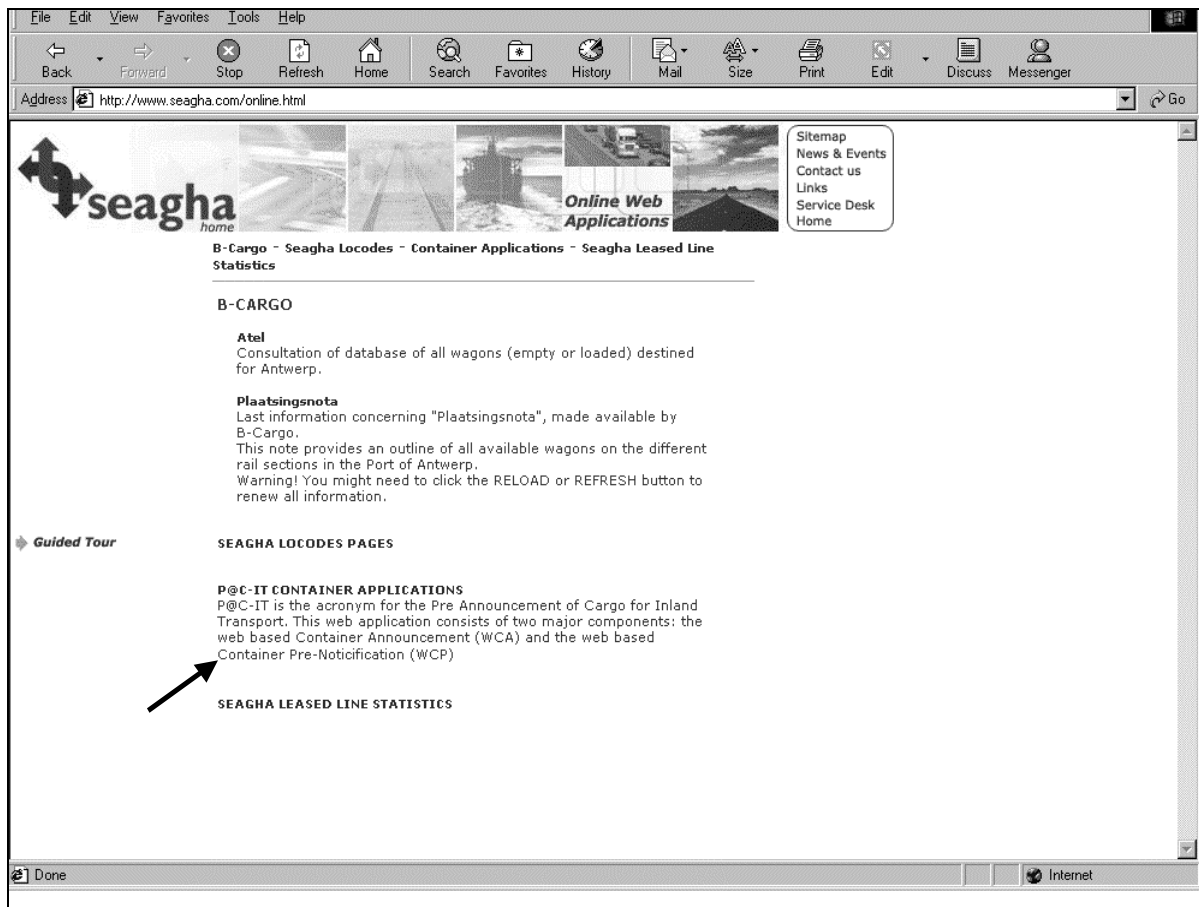 File Edit View Favorites Tools Help
Back Forward Stop Refresh Home Search Favorites History Mail Size Print Edit Discuss Messenger
Address http://www.seagha.com/online.html Go
seagha
home
Online Web
Applications
Sitemap
News & Events
Contact us
Links
Service Desk
Home
B-Cargo - Seagha Locodes - Container Applications - Seagha Leased Line
Statistics
B-CARGO
Atel
Consultation of database of all wagons (empty or loaded) destined
for Antwerp.
Plaatsingsnota
Last information concerning "Plaatsingsnota", made available by
B-Cargo.
This note provides an outline of all available wagons on the different
rail sections in the Port of Antwerp.
Warning! You might need to click the RELOAD or REFRESH button to
renew all information.
Guided Tour
SEAGHA LOCODES PAGES
P@C-IT CONTAINER APPLICATIONS
P@C-IT is the acronym for the Pre Announcement of Cargo for Inland
Transport. This web application consists of two major components: the
web based Container Announcement (WCA) and the web based
Container Pre-Noticification (WCP)
SEAGHA LEASED LINE STATISTICS
Done Internet